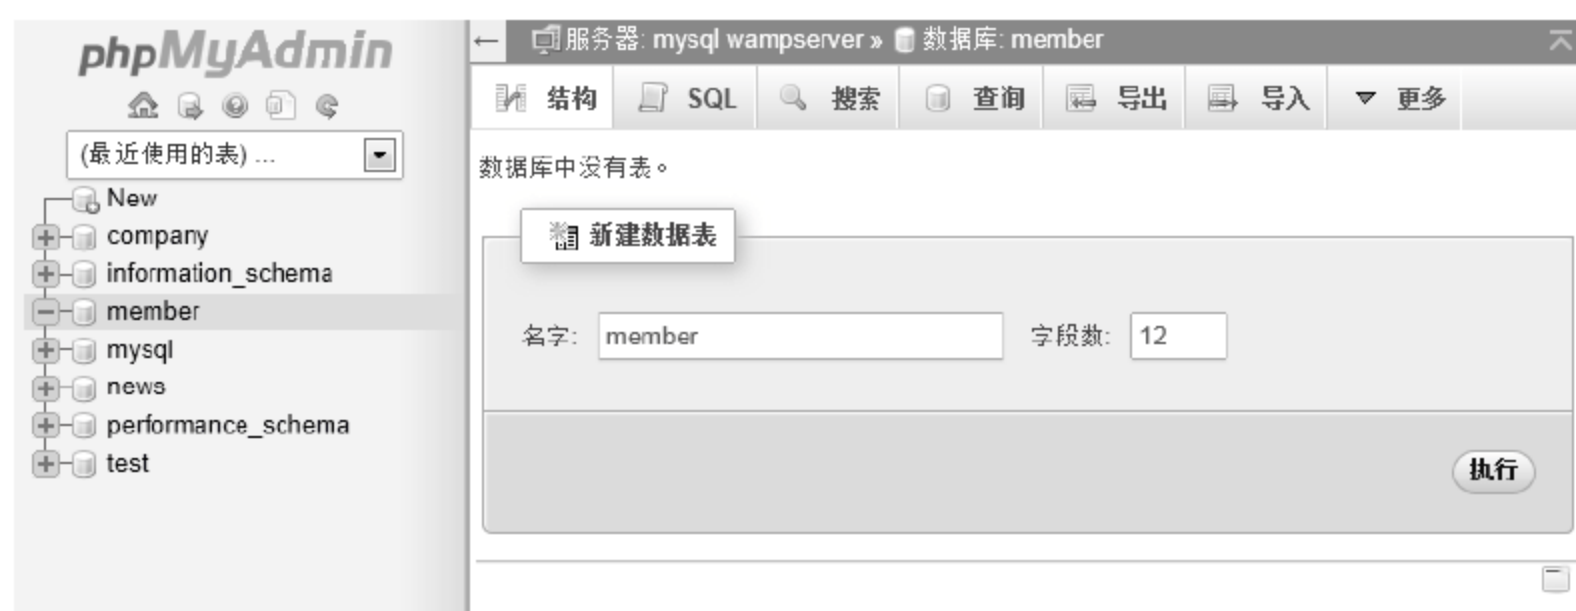 phpMyAdmin
(最近使用的表) ...
New
company
information_schema
member
mysql
news
performance_schema
test
← 服务器: mysql wampserver » 数据库: member
结构 SQL 搜索 查询 导出 导入 更多
数据库中没有表。
新建数据表
名字: member 字段数: 12
执行